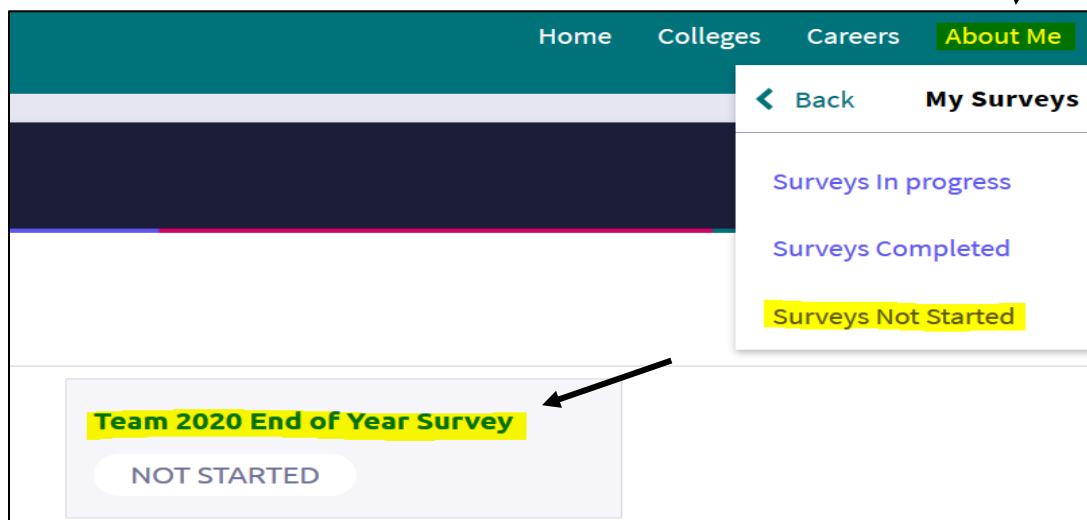 Home Colleges Careers About Me
Back My Surveys
Surveys In progress
Surveys Completed
Surveys Not Started
Team 2020 End of Year Survey
NOT STARTED